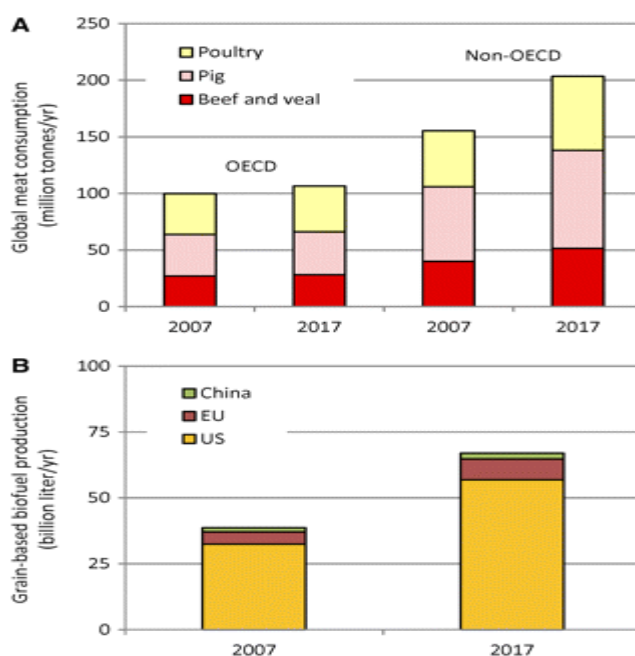 A
250
200
150
100
50
0
Global meat consumption
(million tonnes/yr)
Poultry
Pig
Beef and veal
Non-OECD
OECD
2007 2017 2007 2017
B
100
75
50
25
0
Grain-based biofuel production
(billion liter/yr)
China
EU
US
2007 2017